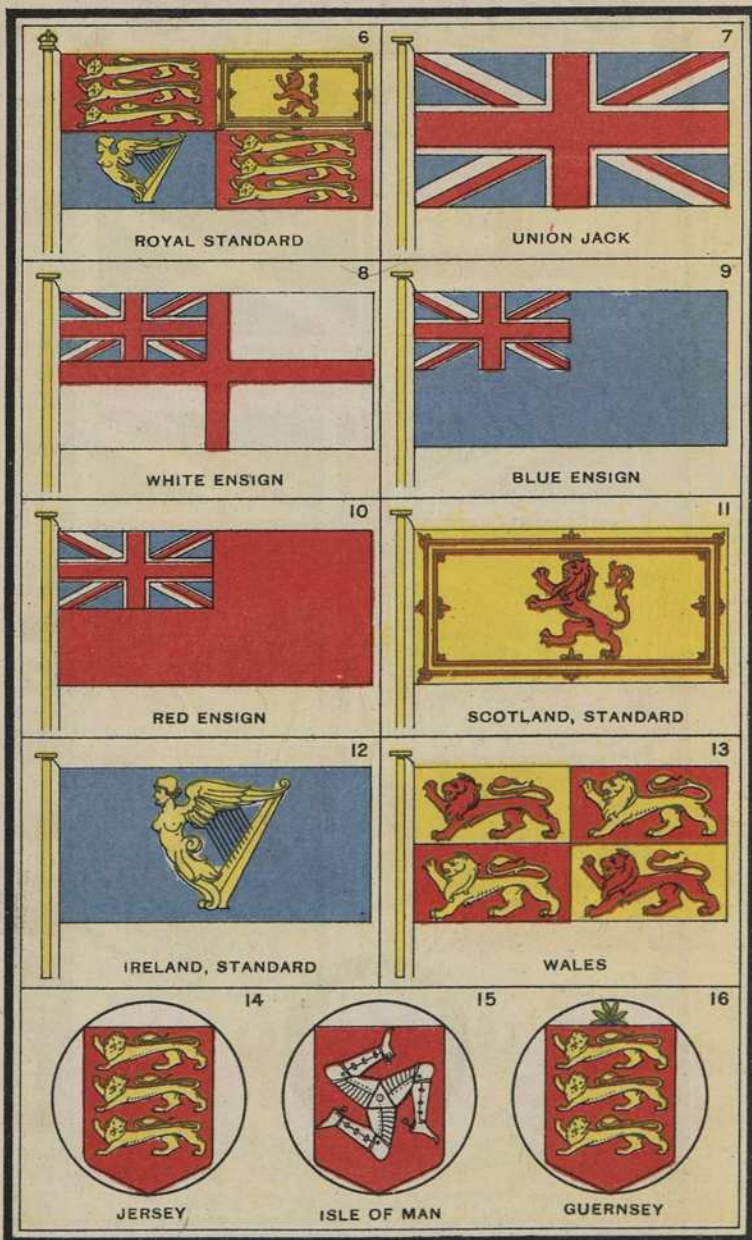 6
ROYAL STANDARD
7
UNION JACK
8
WHITE ENSIGN
9
BLUE ENSIGN
10
RED ENSIGN
11
SCOTLAND, STANDARD
12
IRELAND, STANDARD
13
WALES
14
JERSEY
15
ISLE OF MAN
16
GUERNSEY